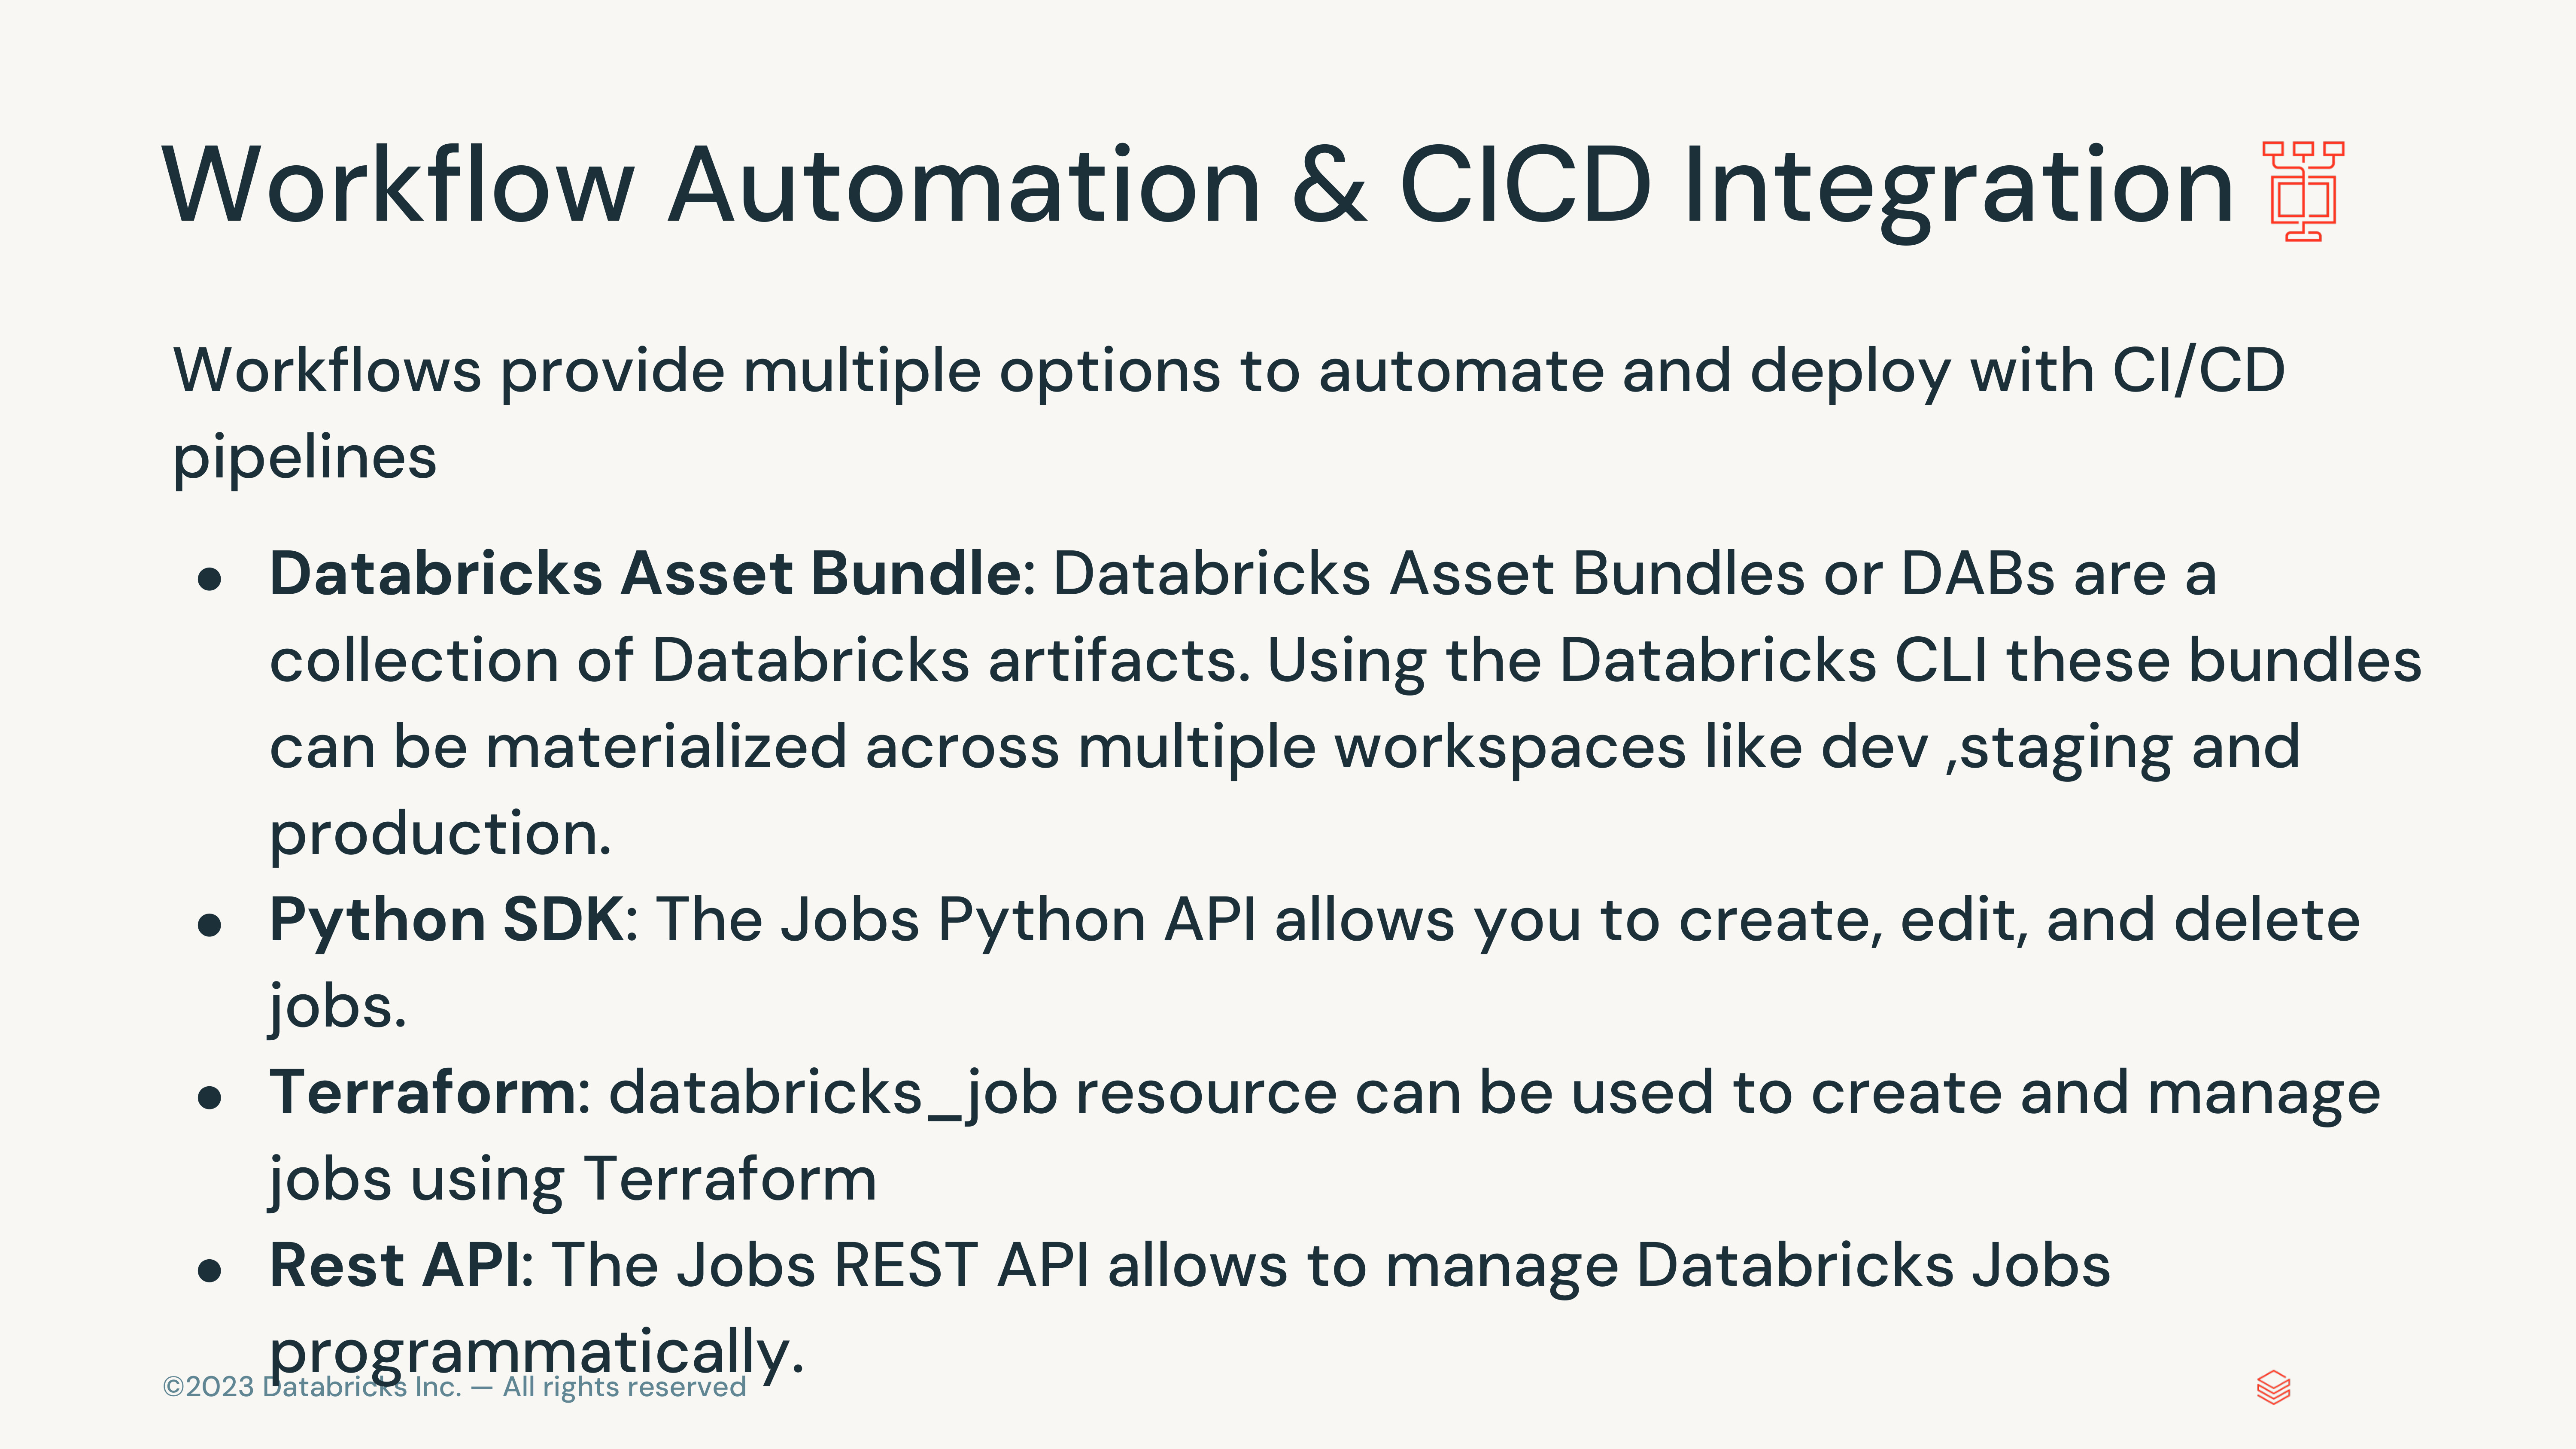 Workflow Automation & CICD Integration
Workflows provide multiple options to automate and deploy with CI/CD
pipelines
● Databricks Asset Bundle: Databricks Asset Bundles or DABs are a
collection of Databricks artifacts. Using the Databricks CLI these bundles
can be materialized across multiple workspaces like dev ,staging and
production.
● Python SDK: The Jobs Python API allows you to create, edit, and delete
jobs.
● Terraform: databricks_job resource can be used to create and manage
jobs using Terraform
● Rest API: The Jobs REST API allows to manage Databricks Jobs
programmatically.
©2023 Databricks Inc. — All rights reserved